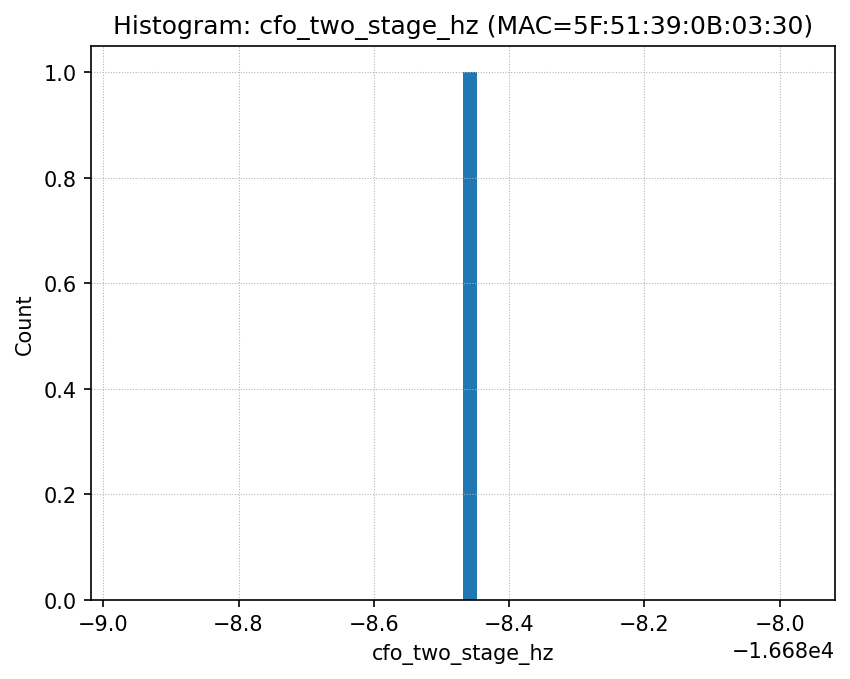 Histogram: cfo_two_stage_hz (MAC=5F:51:39:0B:03:30)
1.0
0.8
0.6
0.4
0.2
0.0
Count
−9.0 −8.8 −8.6 −8.4 −8.2 −8.0
−1.668e4
cfo_two_stage_hz